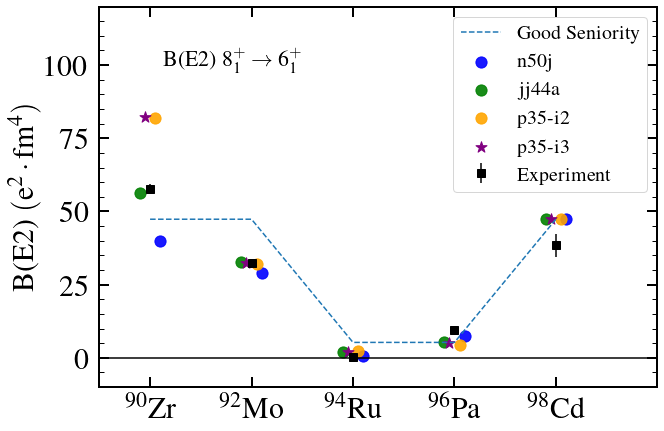 B(E2) 8₁⁺ → 6₁⁺
Good Seniority
n50j
jj44a
p35-i2
p35-i3
Experiment
B(E2) (e² · fm⁴)
100
75
50
25
0
⁹⁰Zr ⁹²Mo ⁹⁴Ru ⁹⁶Pa ⁹⁸Cd